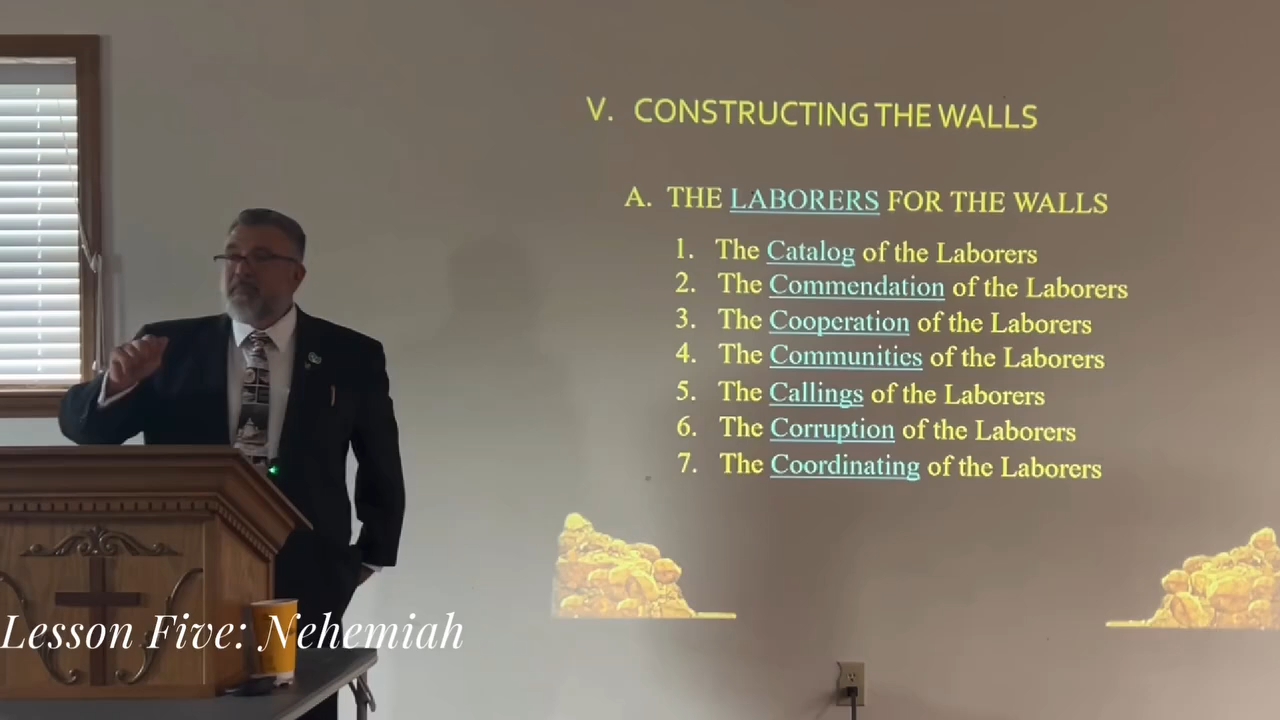 V. CONSTRUCTING THE WALLS
A. THE LABORERS FOR THE WALLS
1. The Catalog of the Laborers
2. The Commendation of the Laborers
3. The Cooperation of the Laborers
4. The Communities of the Laborers
5. The Callings of the Laborers
6. The Corruption of the Laborers
7. The Coordinating of the Laborers
Lesson Five: Nehemiah